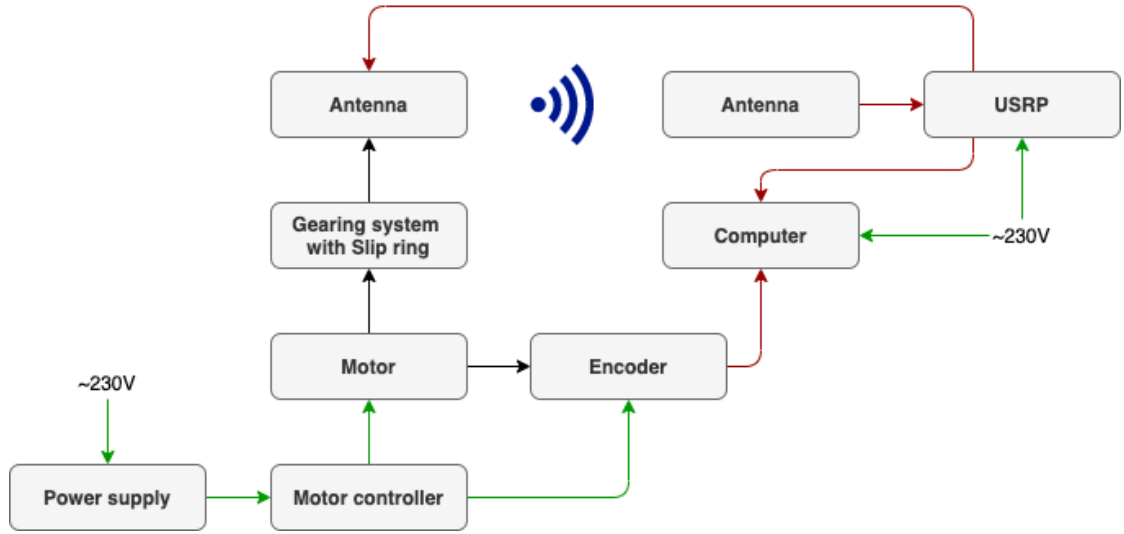 Antenna
Antenna
USRP
Gearing system
with Slip ring
Computer
~230V
Motor
Encoder
~230V
Power supply
Motor controller